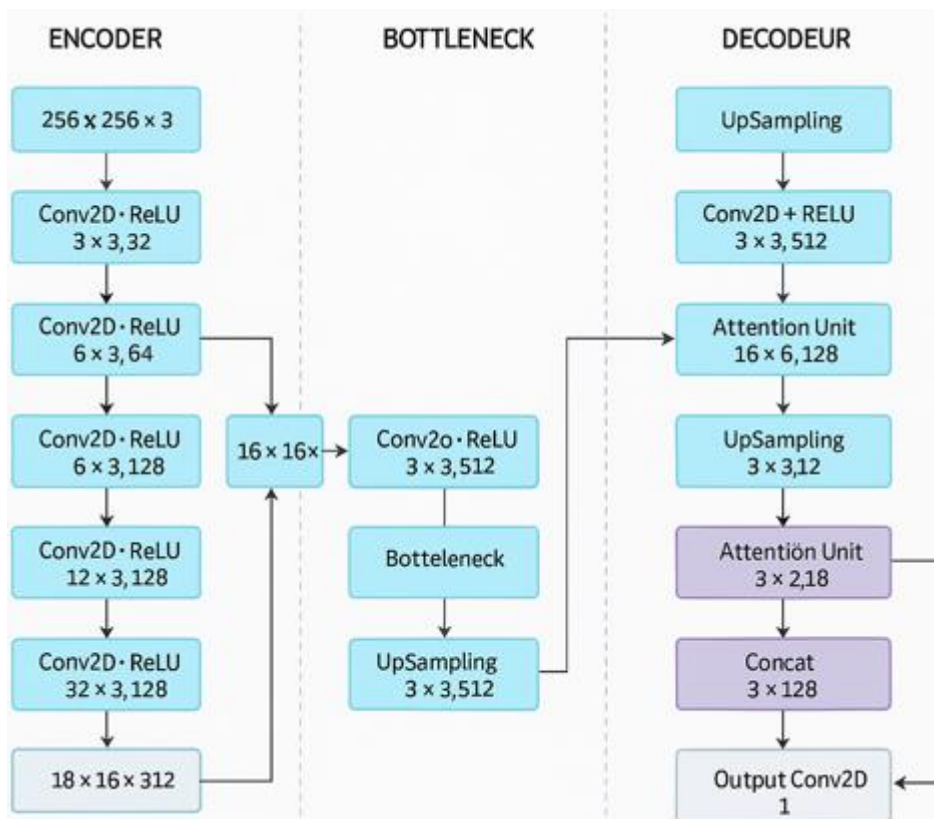 ENCODER
256 x 256 × 3
Conv2D · ReLU
3 × 3, 32
Conv2D · ReLU
6 × 3, 64
Conv2D · ReLU
6 × 3, 128
Conv2D · ReLU
12 × 3, 128
Conv2D · ReLU
32 × 3, 128
18 × 16 × 312
16 × 16×
BOTTLENECK
Conv2o · ReLU
3 × 3, 512
Botteleneck
UpSampling
3 × 3, 512
DECODEUR
UpSampling
Conv2D + RELU
3 × 3, 512
Attention Unit
16 × 6, 128
UpSampling
3 × 3,12
Attentiön Unit
3 × 2,18
Concat
3 × 128
Output Conv2D
1